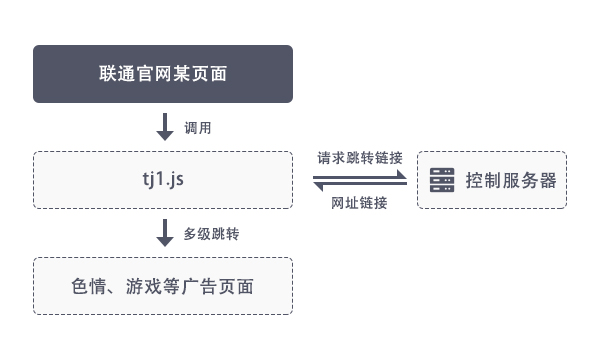 联通官网某页面
调用
tj1.js
请求跳转链接
网址链接
控制服务器
多级跳转
色情、游戏等广告页面